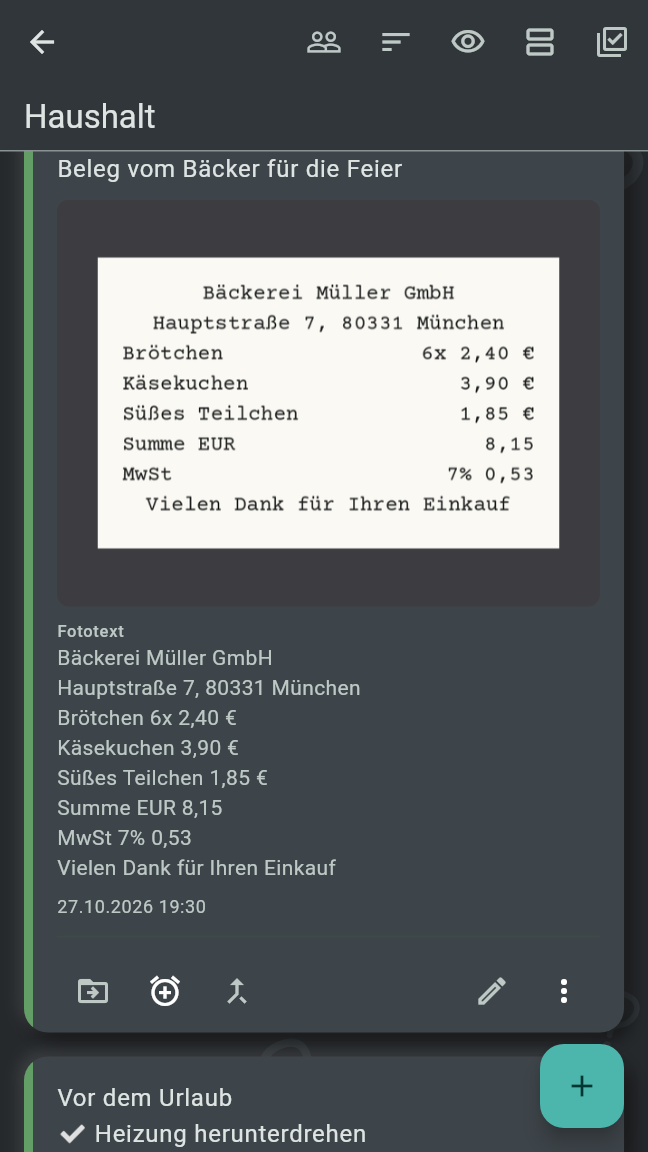 Haushalt
Beleg vom Bäcker für die Feier
Bäckerei Müller GmbH
Hauptstraße 7, 80331 München
Brötchen 6x 2,40 €
Käsekuchen 3,90 €
Süßes Teilchen 1,85 €
Summe EUR 8,15
MwSt 7% 0,53
Vielen Dank für Ihren Einkauf
Fototext
Bäckerei Müller GmbH
Hauptstraße 7, 80331 München
Brötchen 6x 2,40 €
Käsekuchen 3,90 €
Süßes Teilchen 1,85 €
Summe EUR 8,15
MwSt 7% 0,53
Vielen Dank für Ihren Einkauf
27.10.2026 19:30
Vor dem Urlaub
Heizung herunterdrehen